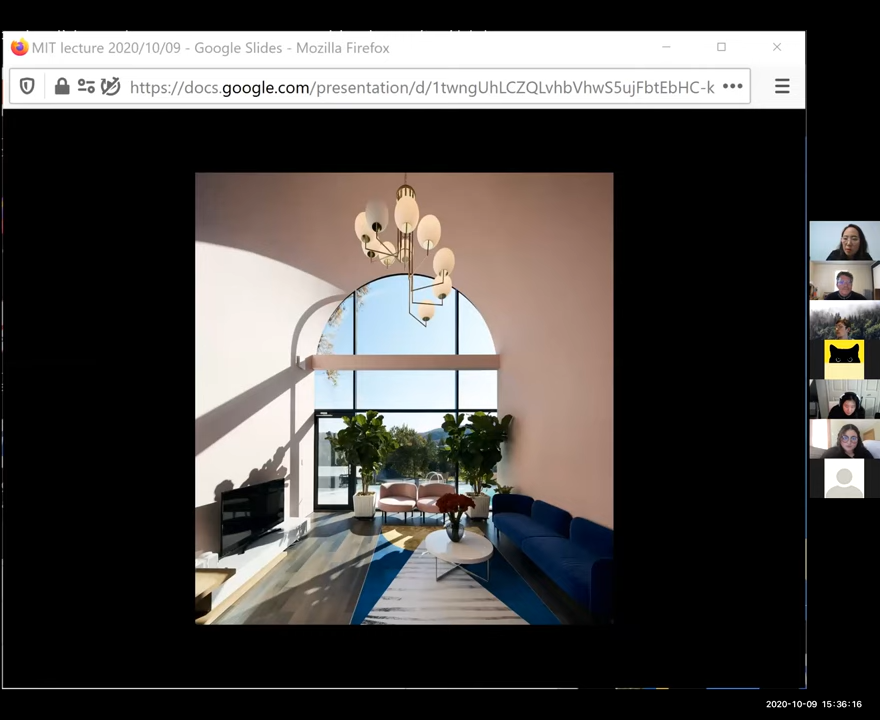 MIT lecture 2020/10/09 - Google Slides - Mozilla Firefox
https://docs.google.com/presentation/d/1twngUhLCZQLvhbVhwS5ujFbtEbHC-k
2020-10-09 15:36:16